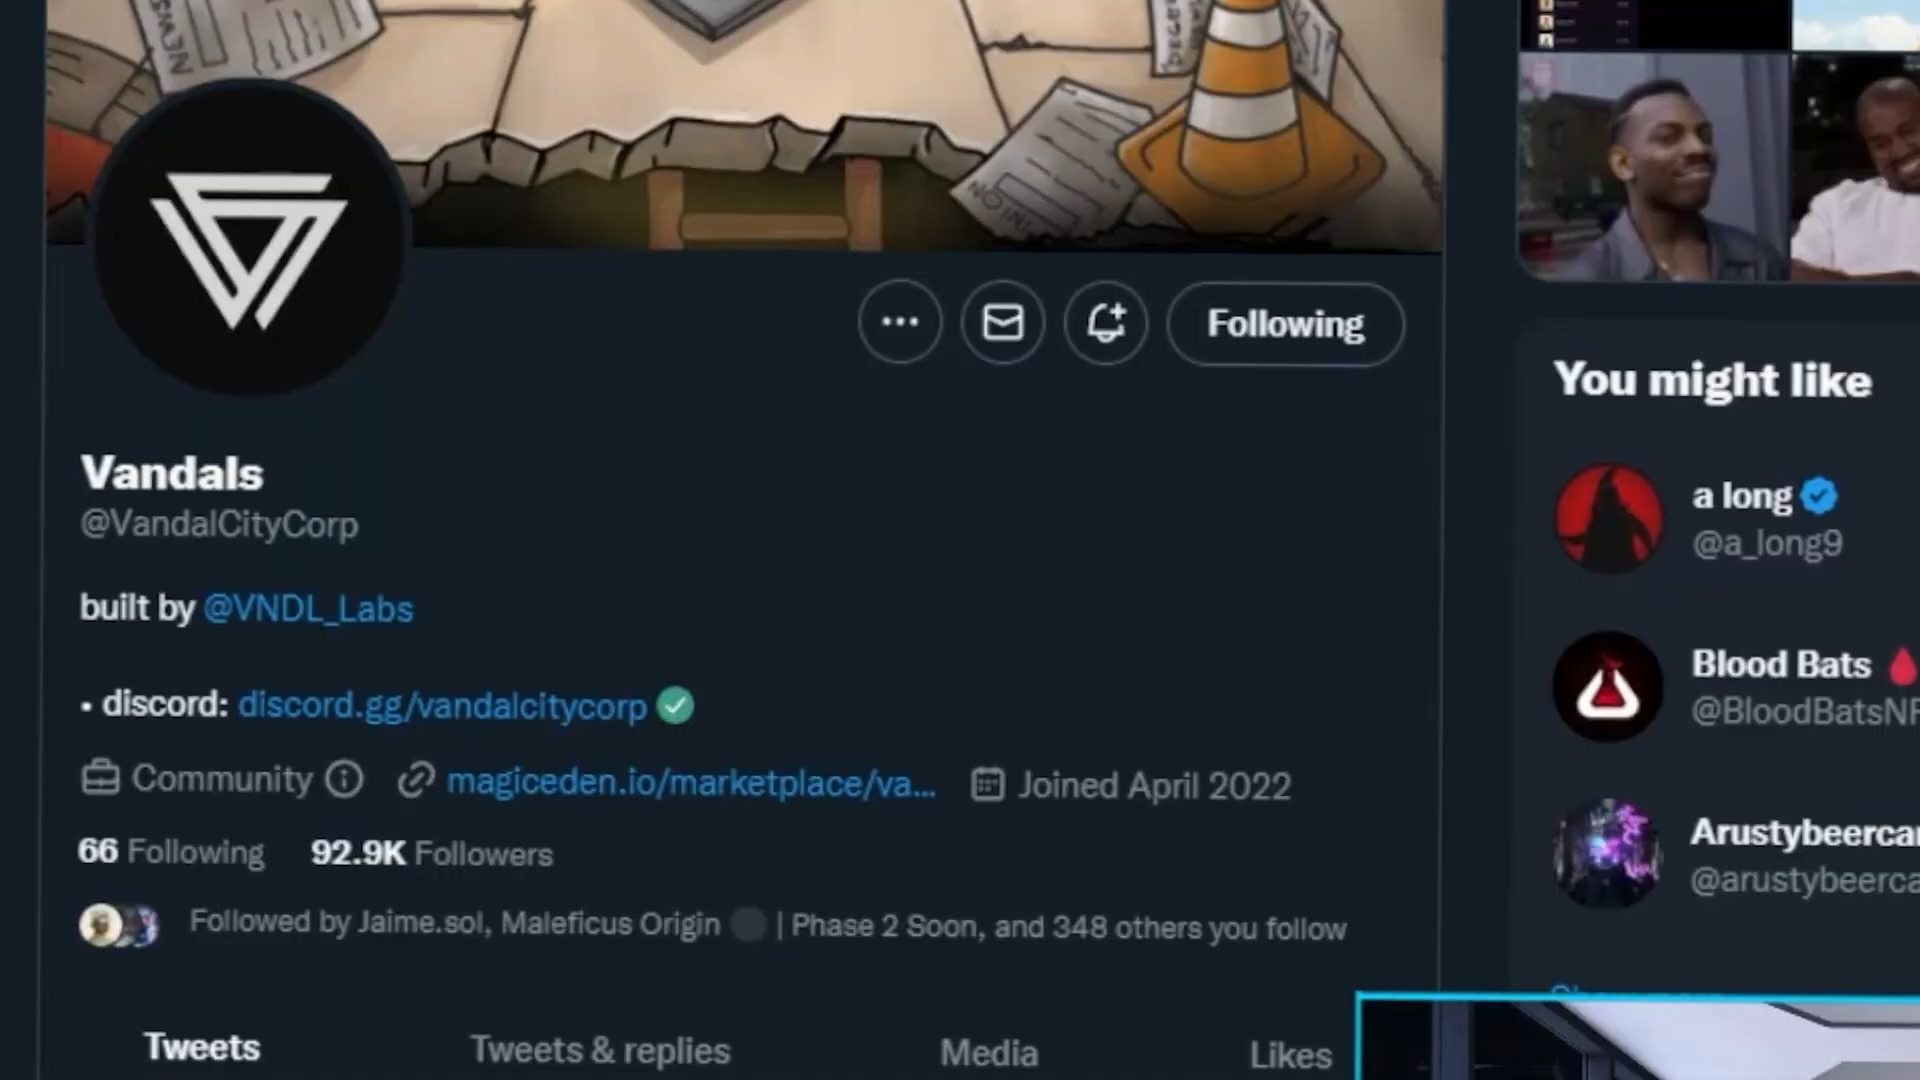 NEWS
Following
Vandals
@VandalCityCorp
built by @VNDL_Labs
• discord: discord.gg/vandalcitycorp
Community magiceden.io/marketplace/va... Joined April 2022
66 Following 92.9K Followers
Followed by Jaime.sol, Maleficus Origin | Phase 2 Soon, and 348 others you follow
Tweets Tweets & replies Media Likes
You might like
a long
@a_long9
Blood Bats
@BloodBatsNF
Arustybeercan
@arustybeerca